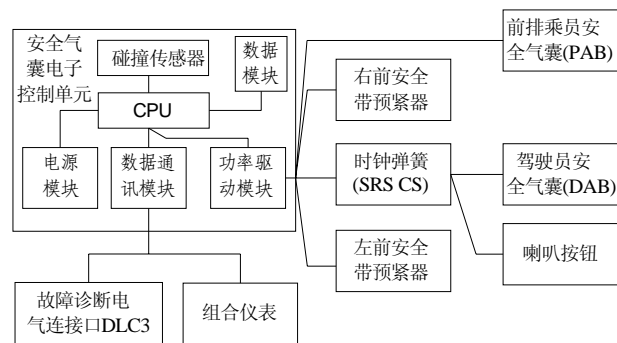 安全气
囊电子
控制单元
碰撞传感器
数据
模块
CPU
电源
模块
数据通
讯模块
功率驱
动模块
前排乘员安
全气囊(PAB)
右前安全
带预紧器
时钟弹簧
(SRS CS)
驾驶员安
全气囊(DAB)
左前安全
带预紧器
喇叭按钮
故障诊断电
气连接口DLC3
组合仪表